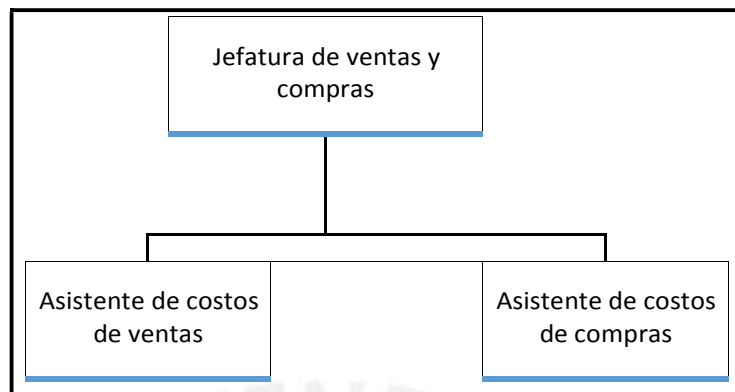 Jefatura de ventas y
compras
Asistente de costos
de ventas
Asistente de costos
de compras